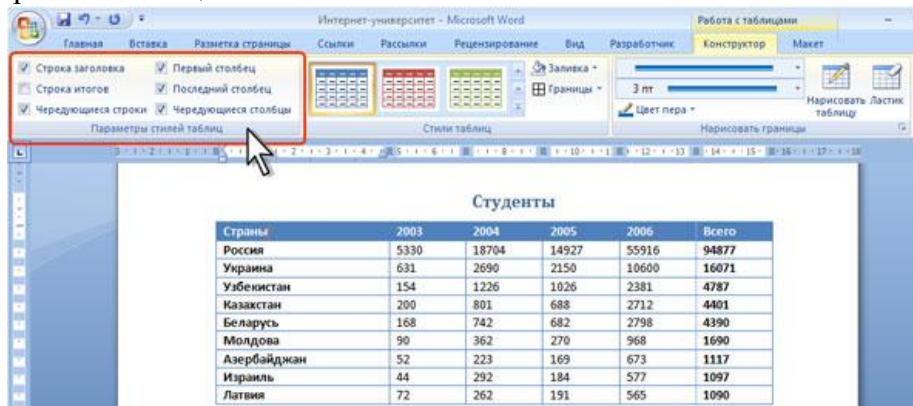 Интернет-университет - Microsoft Word Работа с таблицами
Главная Вставка Разметка страницы Ссылки Рассылки Рецензирование Вид Разработчик Конструктор Макет
Строка заголовка Первый столбец Заливка
Строка итогов Последний столбец Границы 3 пт Нарисовать таблицу Ластик
Чередующиеся строки Чередующиеся столбцы Цвет пера
Параметры стилей таблиц Стили таблиц Нарисовать границы
Студенты
Страны 2003 2004 2005 2006 Всего
Россия 5330 18704 14927 55916 94877
Украина 631 2690 2150 10600 16071
Узбекистан 154 1226 1026 2381 4787
Казахстан 200 801 688 2712 4401
Беларусь 168 742 682 2798 4390
Молдова 90 362 270 968 1690
Азербайджан 52 223 169 673 1117
Израиль 44 292 184 577 1097
Латвия 72 262 191 565 1090